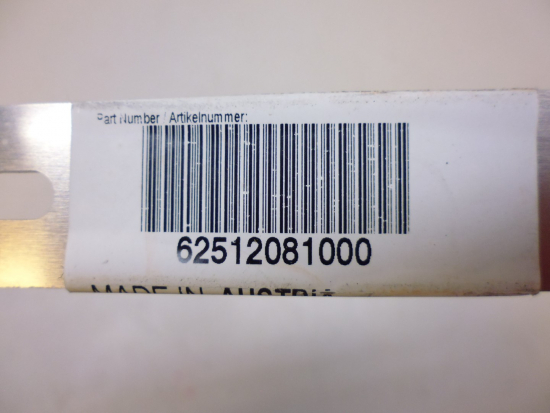 Part Number / Artikelnummer:
62512081000
MADE IN AUSTRIA